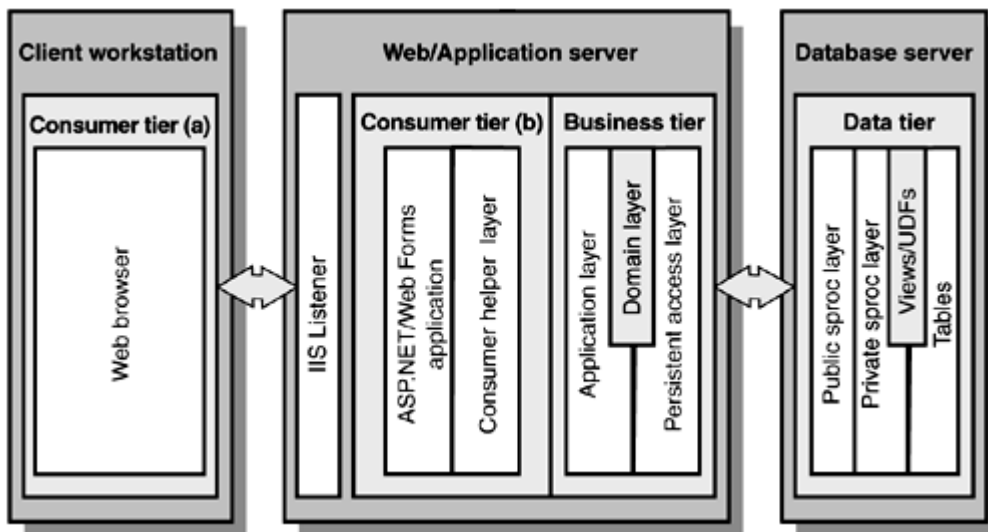 Client workstation
Consumer tier (a)
Web browser
Web/Application server
IIS Listener
Consumer tier (b)
ASP.NET/Web Forms
application
Consumer helper layer
Business tier
Application layer
Domain layer
Persistent access layer
Database server
Data tier
Public sproc layer
Private sproc layer
Views/UDFs
Tables